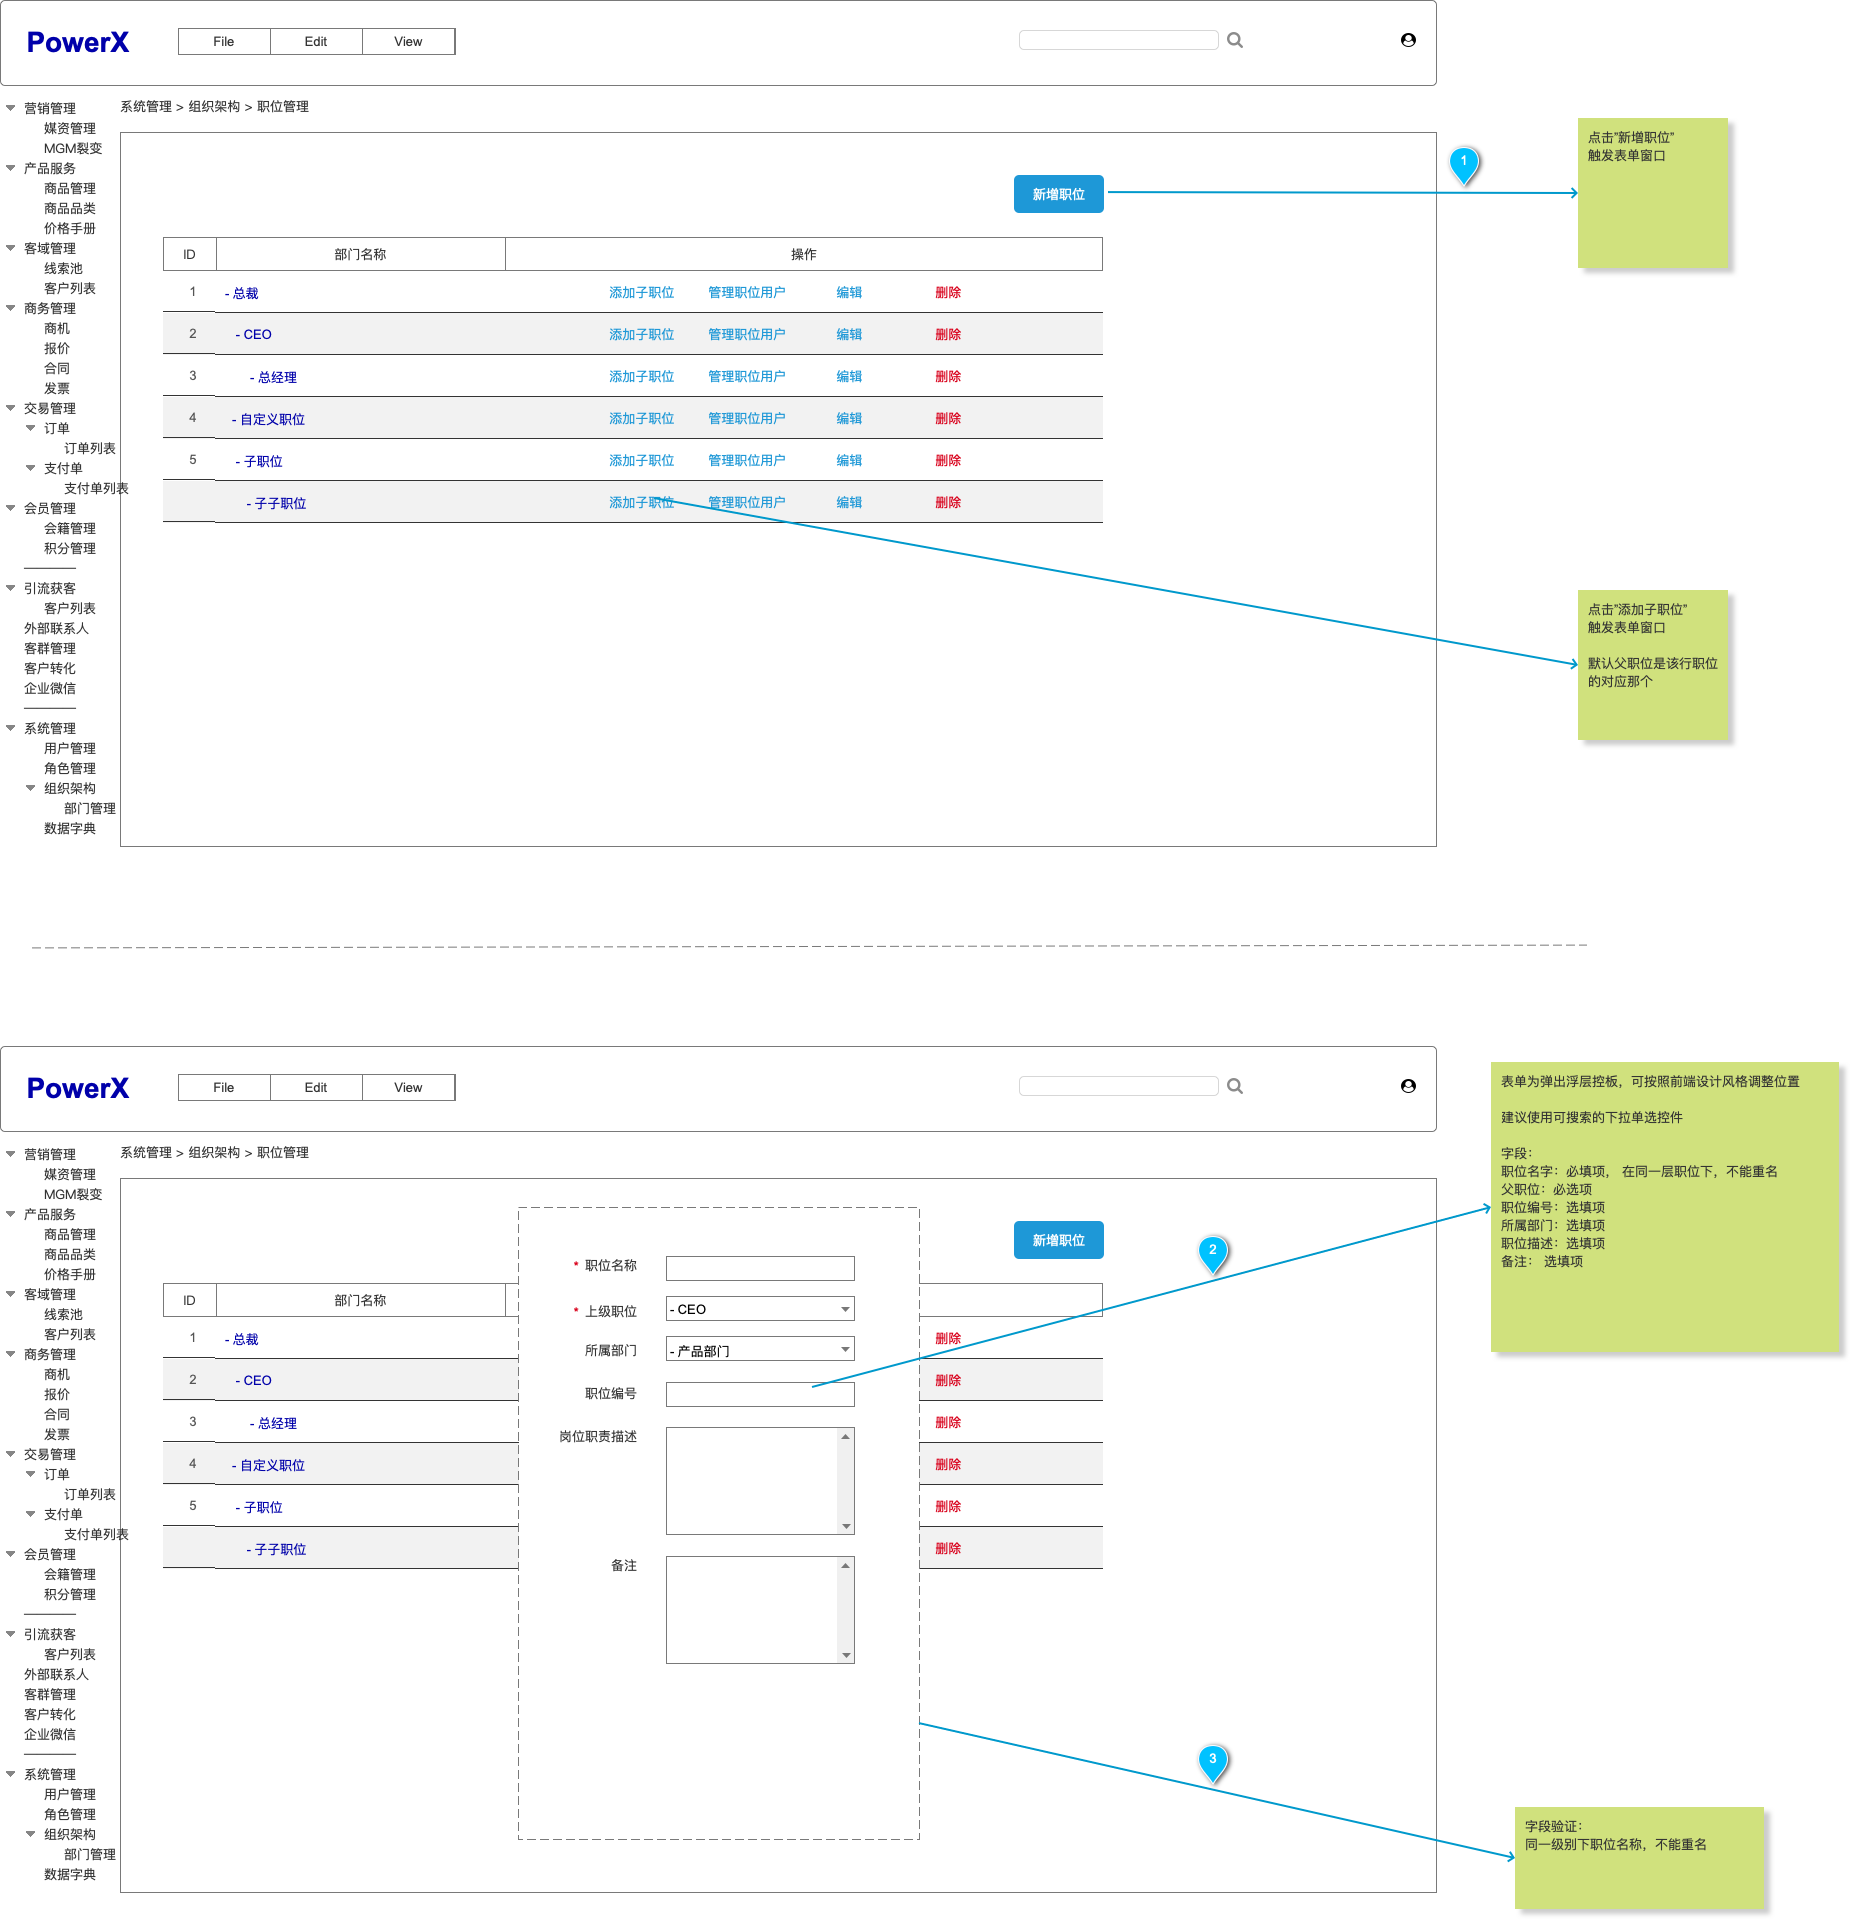 PowerX
File Edit View
系统管理 > 组织架构 > 职位管理
营销管理
媒资管理
MGM裂变
产品服务
商品管理
商品品类
价格手册
客域管理
线索池
客户列表
商务管理
商机
报价
合同
发票
交易管理
订单
订单列表
支付单
支付单列表
会员管理
会籍管理
积分管理
引流获客
客户列表
外部联系人
客群管理
客户转化
企业微信
系统管理
用户管理
角色管理
组织架构
部门管理
数据字典
新增职位
ID 部门名称 操作
1 - 总裁 添加子职位 管理职位用户 编辑 删除
2 - CEO 添加子职位 管理职位用户 编辑 删除
3 - 总经理 添加子职位 管理职位用户 编辑 删除
4 - 自定义职位 添加子职位 管理职位用户 编辑 删除
5 - 子职位 添加子职位 管理职位用户 编辑 删除
- 子子职位 添加子职位 管理职位用户 编辑 删除
1
点击”新增职位”
触发表单窗口
点击”添加子职位”
触发表单窗口
默认父职位是该行职位
的对应那个
PowerX
File Edit View
系统管理 > 组织架构 > 职位管理
营销管理
媒资管理
MGM裂变
产品服务
商品管理
商品品类
价格手册
客域管理
线索池
客户列表
商务管理
商机
报价
合同
发票
交易管理
订单
订单列表
支付单
支付单列表
会员管理
会籍管理
积分管理
引流获客
客户列表
外部联系人
客群管理
客户转化
企业微信
系统管理
用户管理
角色管理
组织架构
部门管理
数据字典
新增职位
ID 部门名称
1 - 总裁 删除
2 - CEO 删除
3 - 总经理 删除
4 - 自定义职位 删除
5 - 子职位 删除
- 子子职位 删除
* 职位名称
* 上级职位 - CEO
所属部门 - 产品部门
职位编号
岗位职责描述
备注
2
表单为弹出浮层控板，可按照前端设计风格调整位置
建议使用可搜索的下拉单选控件
字段：
职位名字：必填项， 在同一层职位下，不能重名
父职位：必选项
职位编号：选填项
所属部门：选填项
职位描述：选填项
备注： 选填项
3
字段验证：
同一级别下职位名称，不能重名